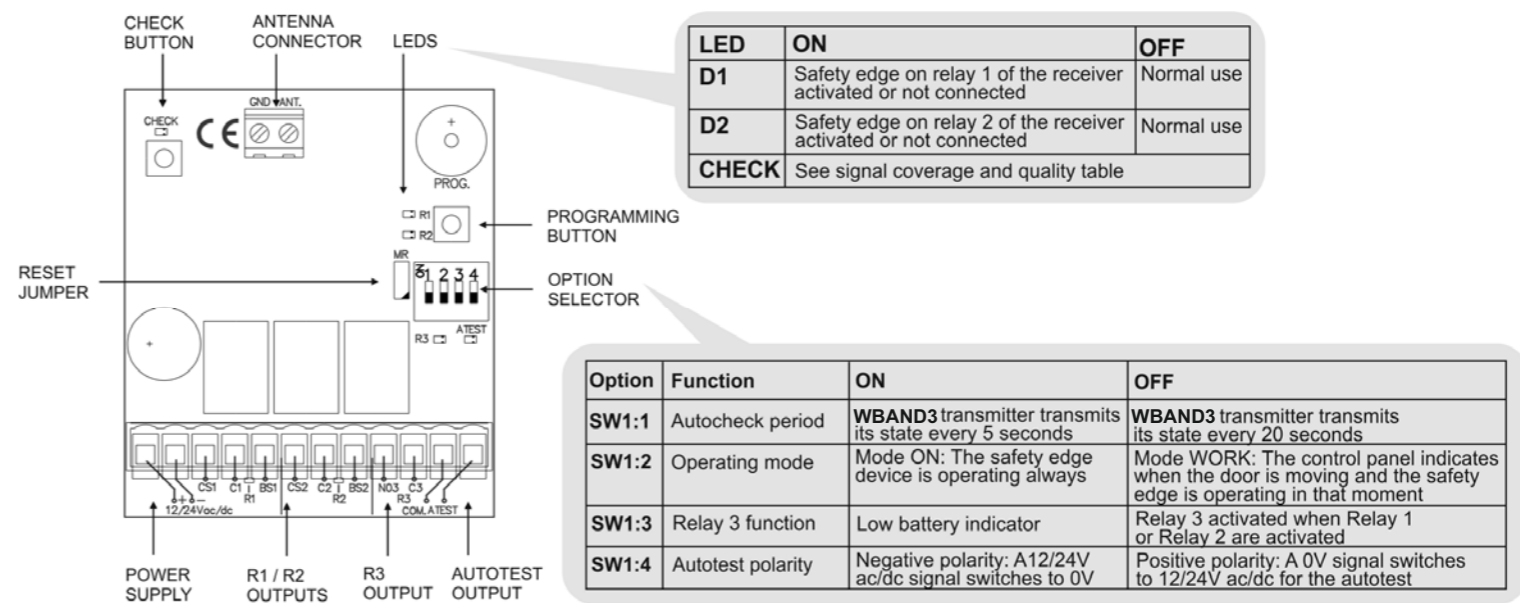 CHECK
BUTTON
ANTENNA
CONNECTOR
LEDS
GND ANT.
CHECK
CE
+
PROG.
R1
R2
PROGRAMMING
BUTTON
MR
RESET
JUMPER
1 2 3 4
OPTION
SELECTOR
R3
ATEST
+
CS1 C1 BS1 CS2 C2 BS2 NO3 C3
+ -
R1 R2 R3
12/24Vac/dc
COM. ATEST
POWER
SUPPLY
R1 / R2
OUTPUTS
R3
OUTPUT
AUTOTEST
OUTPUT
LED ON OFF
D1 Safety edge on relay 1 of the receiver Normal use
activated or not connected
D2 Safety edge on relay 2 of the receiver Normal use
activated or not connected
CHECK See signal coverage and quality table
Option Function ON OFF
SW1:1 Autocheck period WBAND3 transmitter transmits WBAND3 transmitter transmits
its state every 5 seconds its state every 20 seconds
SW1:2 Operating mode Mode ON: The safety edge Mode WORK: The control panel indicates
device is operating always when the door is moving and the safety
edge is operating in that moment
SW1:3 Relay 3 function Low battery indicator Relay 3 activated when Relay 1
or Relay 2 are activated
SW1:4 Autotest polarity Negative polarity: A12/24V Positive polarity: A 0V signal switches
ac/dc signal switches to 0V to 12/24V ac/dc for the autotest